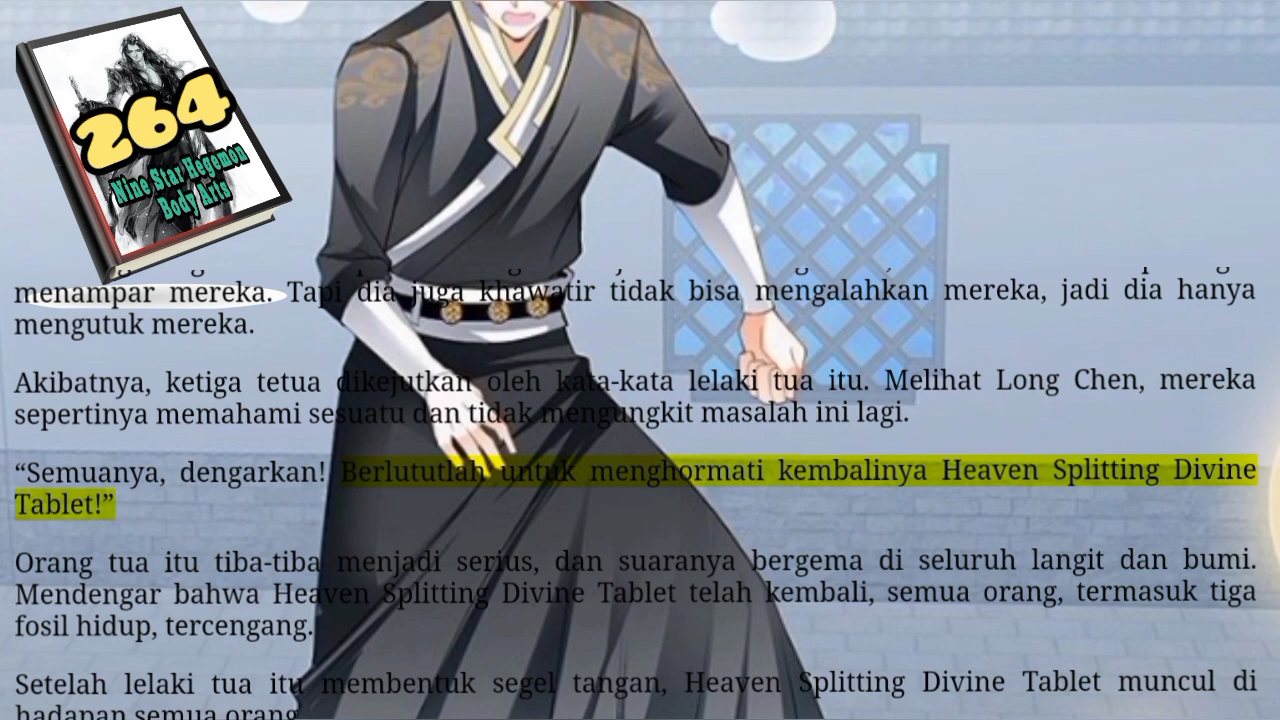 264
Nine Star Hegemon
Body Arts
menampar mereka. Tapi dia juga khawatir tidak bisa mengalahkan mereka, jadi dia hanya
mengutuk mereka.
Akibatnya, ketiga tetua dikejutkan oleh kata-kata lelaki tua itu. Melihat Long Chen, mereka
sepertinya memahami sesuatu dan tidak mengungkit masalah ini lagi.
“Semuanya, dengarkan! Berlututlah untuk menghormati kembalinya Heaven Splitting Divine
Tablet!”
Orang tua itu tiba-tiba menjadi serius, dan suaranya bergema di seluruh langit dan bumi.
Mendengar bahwa Heaven Splitting Divine Tablet telah kembali, semua orang, termasuk tiga
fosil hidup, tercengang.
Setelah lelaki tua itu membentuk segel tangan, Heaven Splitting Divine Tablet muncul di
hadapan semua orang